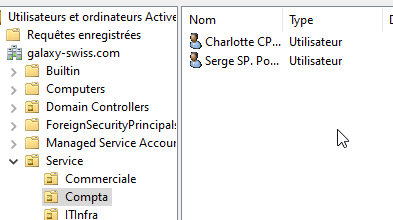 Utilisateurs et ordinateurs Active
Requêtes enregistrées
galaxy-swiss.com
Builtin
Computers
Domain Controllers
ForeignSecurityPrincipals
Managed Service Accoun
Service
Commerciale
Compta
ITInfra
Nom Type
Charlotte CP... Utilisateur
Serge SP. Po... Utilisateur